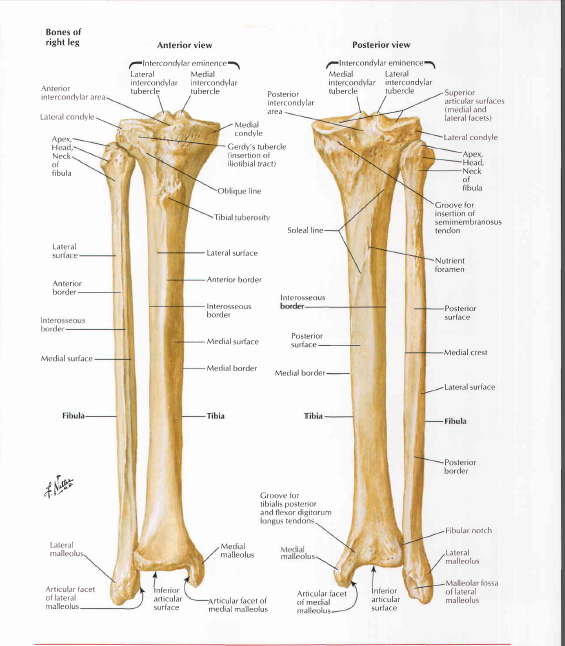 Bones of
right leg
Anterior view
Intercondylar eminence
Lateral
intercondylar
tubercle
Medial
intercondylar
tubercle
Anterior
intercondylar area
Lateral condyle
Apex,
Head,
Neck
of
fibula
Medial
condyle
Gerdy's tubercle
(insertion of
iliotibial tract)
Oblique line
Tibial tuberosity
Lateral
surface
Anterior
border
Interosseous
border
Medial surface
Lateral surface
Anterior border
Interosseous
border
Medial surface
Medial border
Fibula
Tibia
Lateral
malleolus
Medial
malleolus
Articular facet
of lateral
malleolus
Inferior
articular
surface
Articular facet of
medial malleolus
Posterior view
Intercondylar eminence
Medial
intercondylar
tubercle
Lateral
intercondylar
tubercle
Posterior
intercondylar
area
Superior
articular surfaces
(medial and
lateral facets)
Lateral condyle
Apex,
Head,
Neck
of
fibula
Groove for
insertion of
semimembranosus
tendon
Soleal line
Nutrient
foramen
Interosseous
border
Posterior
surface
Posterior
surface
Medial crest
Medial border
Lateral surface
Tibia
Fibula
Posterior
border
Groove for
tibialis posterior
and flexor digitorum
longus tendons
Fibular notch
Medial
malleolus
Lateral
malleolus
Articular facet
of medial
malleolus
Inferior
articular
surface
Malleolar fossa
of lateral
malleolus